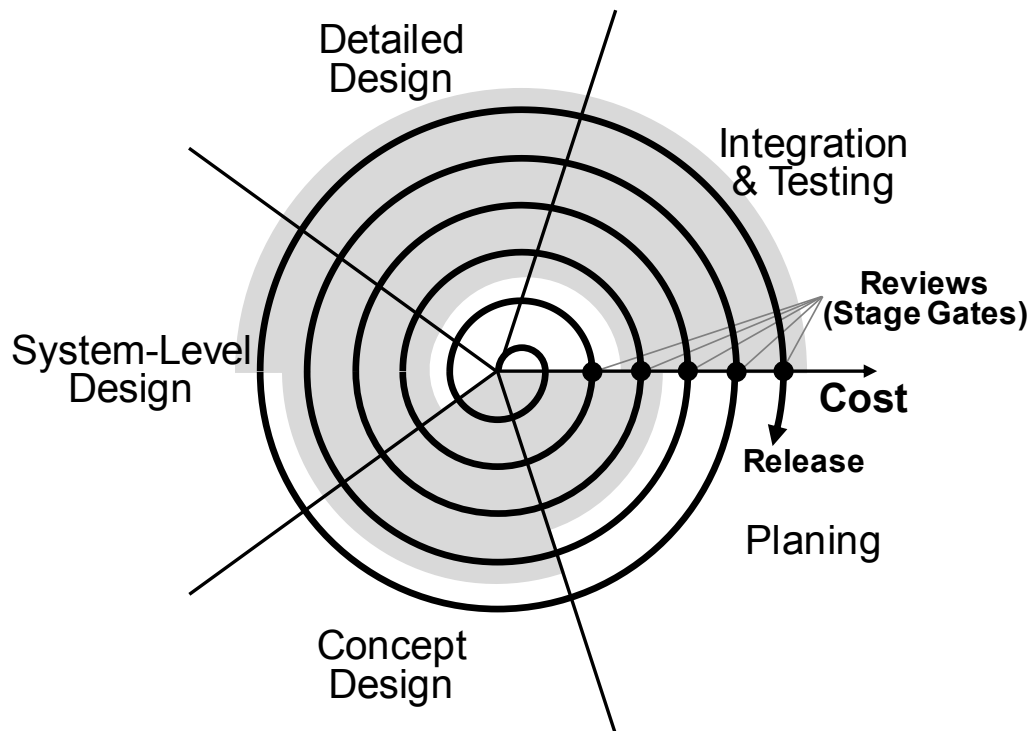 Detailed
Design
Integration
& Testing
Reviews
(Stage Gates)
System-Level
Design
Cost
Release
Planing
Concept
Design